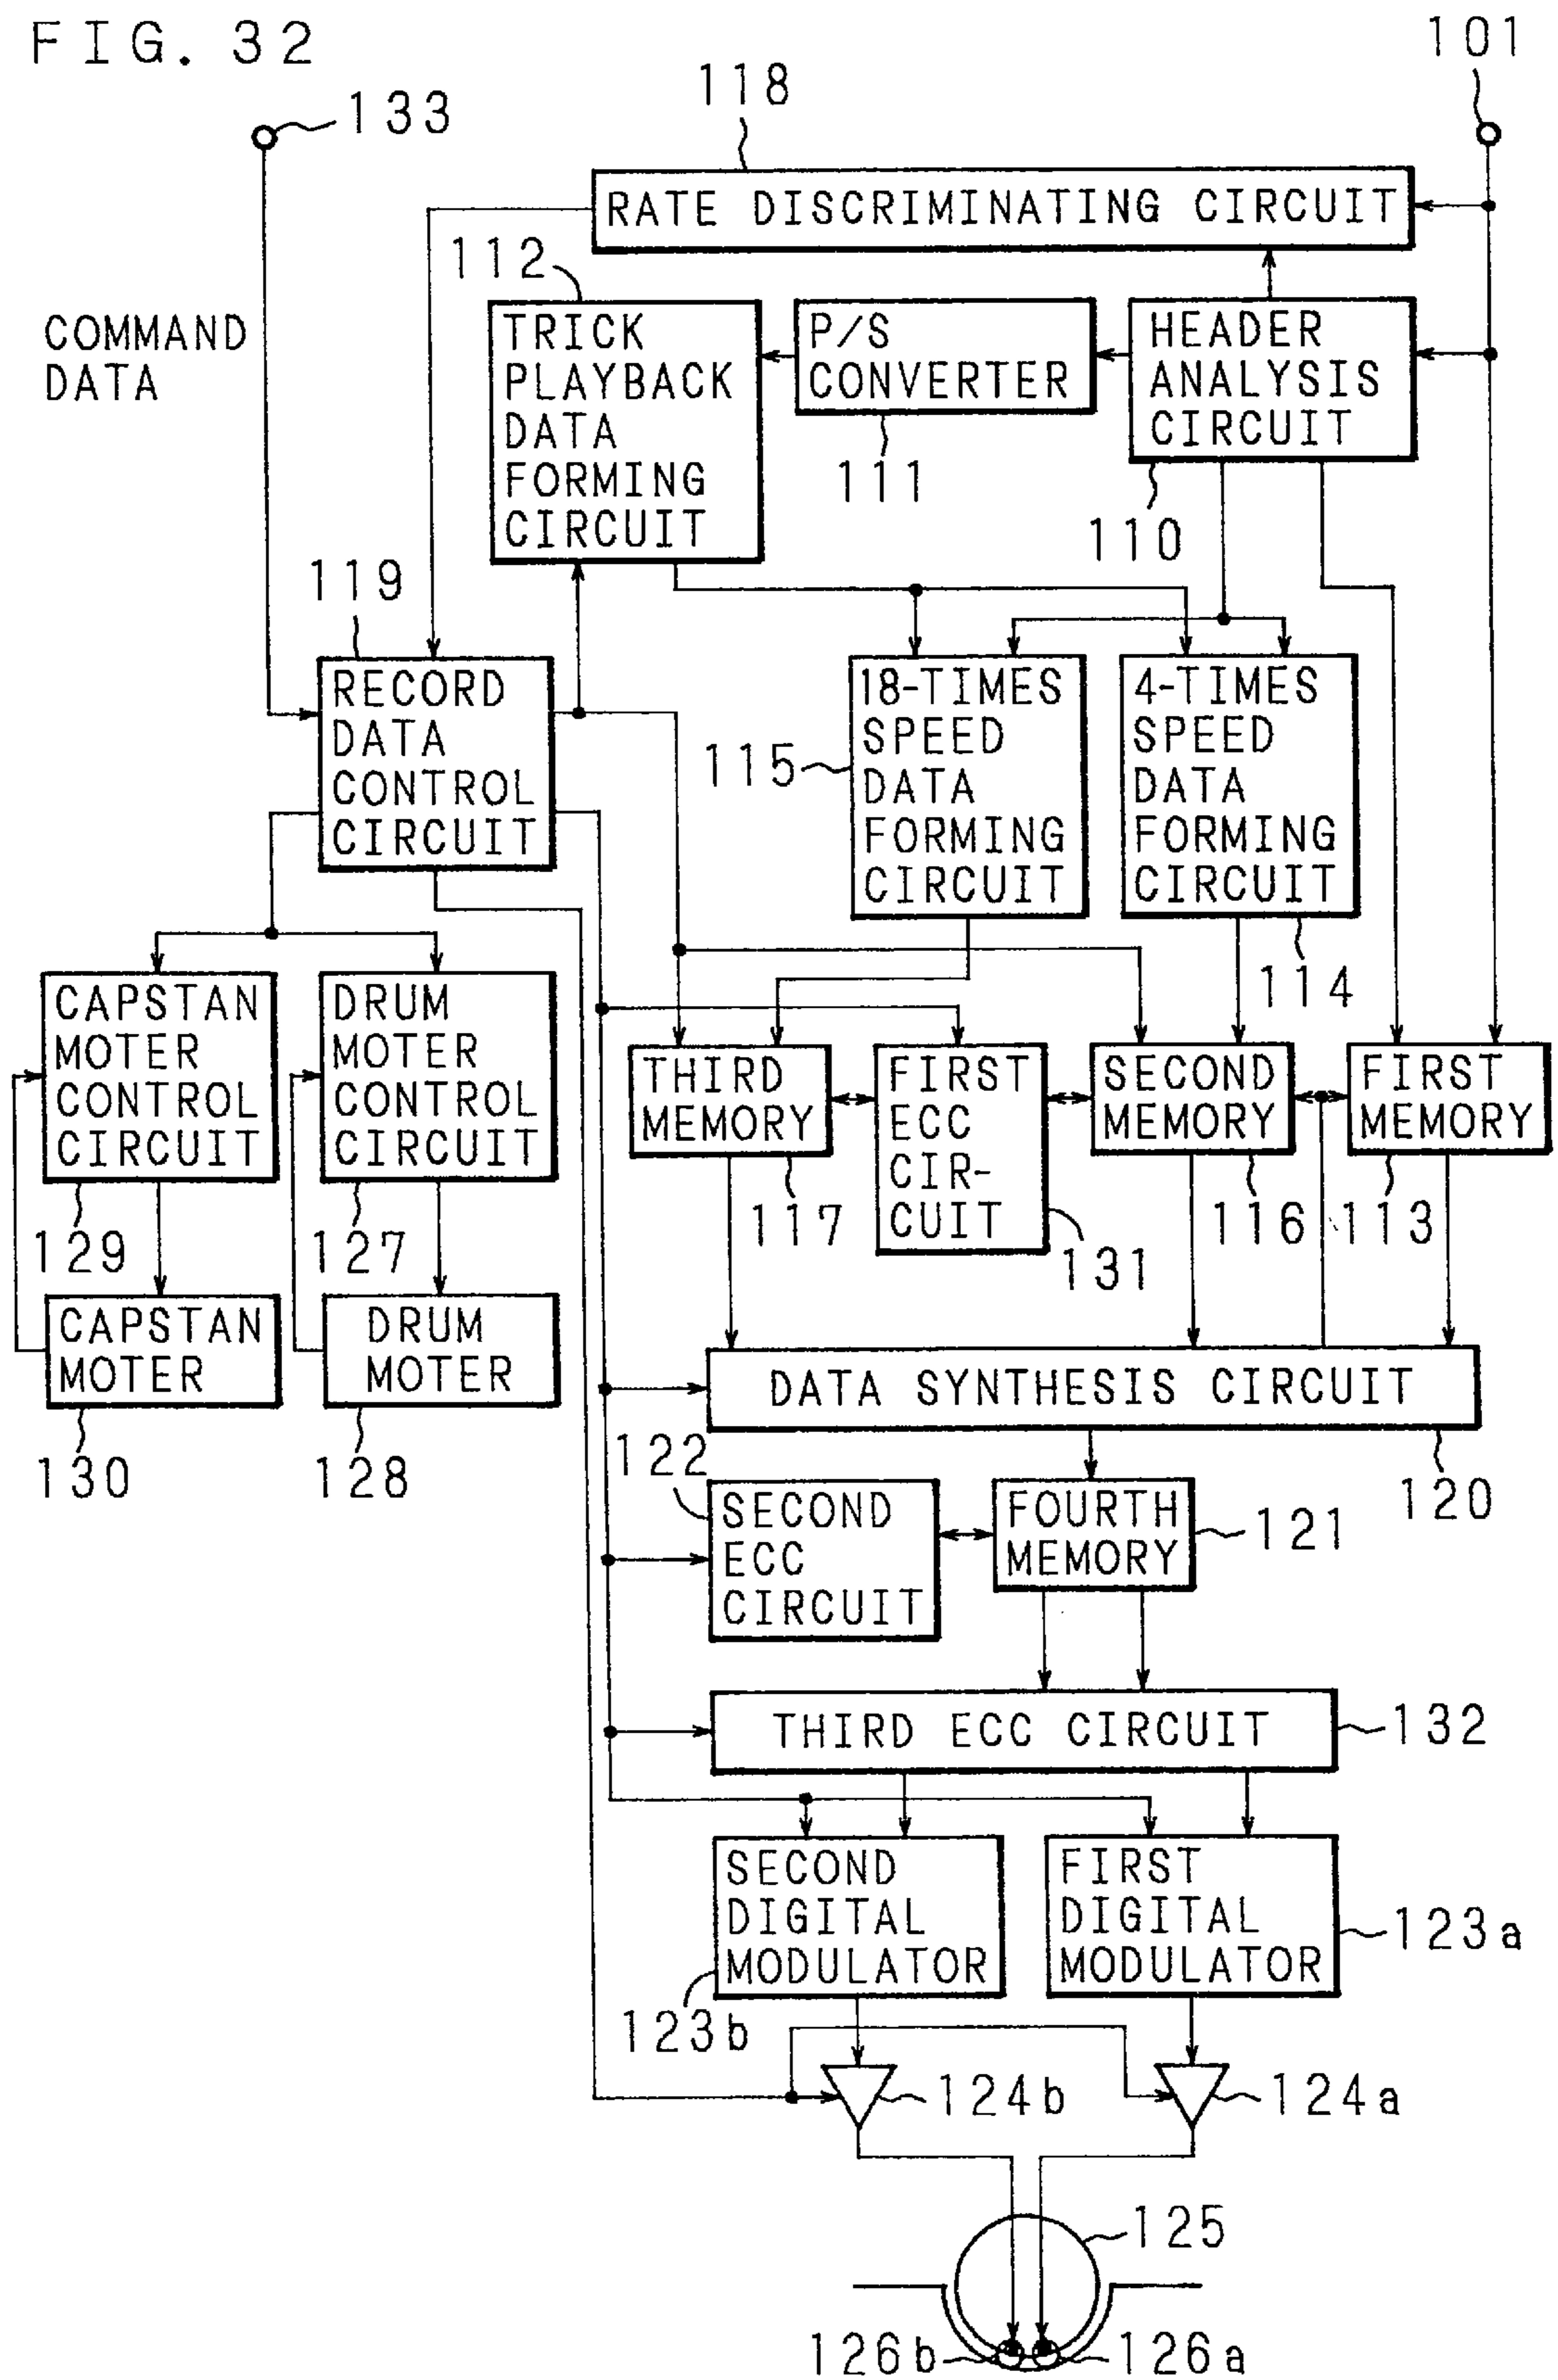 FIG. 32
101
118
133
RATE DISCRIMINATING CIRCUIT
112
COMMAND
DATA
TRICK
PLAYBACK
DATA
FORMING
CIRCUIT
P/S
CONVERTER
HEADER
ANALYSIS
CIRCUIT
111
110
119
RECORD
DATA
CONTROL
CIRCUIT
18-TIMES
SPEED
DATA
FORMING
CIRCUIT
4-TIMES
SPEED
DATA
FORMING
CIRCUIT
115
114
CAPSTAN
MOTER
CONTROL
CIRCUIT
DRUM
MOTER
CONTROL
CIRCUIT
THIRD
MEMORY
FIRST
ECC
CIR-
CUIT
SECOND
MEMORY
FIRST
MEMORY
117
116
113
129
127
131
CAPSTAN
MOTER
DRUM
MOTER
DATA SYNTHESIS CIRCUIT
130
128
122
120
SECOND
ECC
CIRCUIT
FOURTH
MEMORY
121
THIRD ECC CIRCUIT
132
SECOND
DIGITAL
MODULATOR
FIRST
DIGITAL
MODULATOR
123a
123b
124b
124a
125
126b
126a